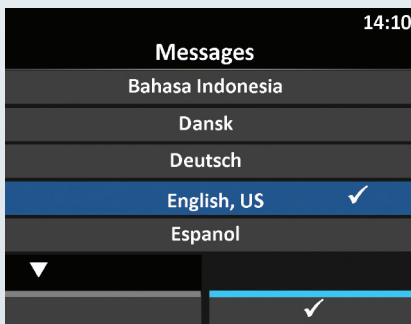 14:10
Messages
Bahasa Indonesia
Dansk
Deutsch
English, US
Espanol